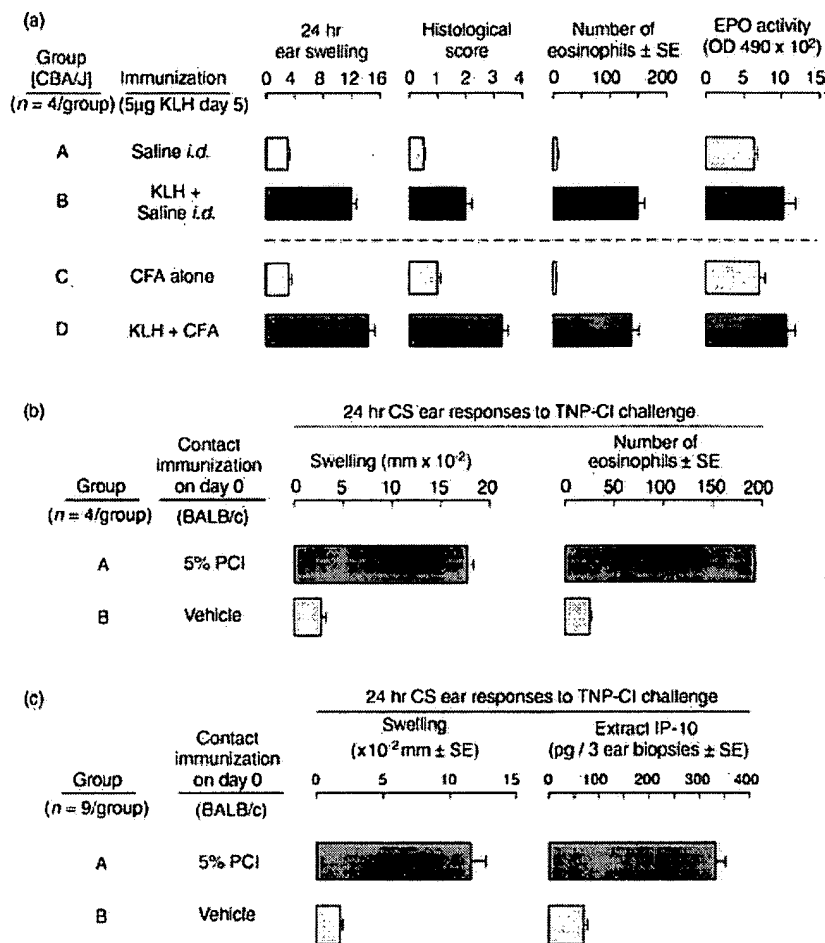 (a)
Group
[CBA/J]
(n = 4/group)
Immunization
(5µg KLH day 5)
24 hr
ear swelling
0 4 8 12 16
Histological
score
0 1 2 3 4
Number of
eosinophils ± SE
0 100 200
EPO activity
(OD 490 x 10²)
0 5 10 15
A Saline i.d.
B KLH +
Saline i.d.
C CFA alone
D KLH + CFA
(b)
24 hr CS ear responses to TNP-Cl challenge
Group
(n = 4/group)
Contact
immunization
on day 0
(BALB/c)
Swelling (mm x 10⁻²)
0 5 10 15 20
Number of
eosinophils ± SE
0 50 100 150 200
A 5% PCl
B Vehicle
(c)
24 hr CS ear responses to TNP-Cl challenge
Group
(n = 9/group)
Contact
immunization
on day 0
(BALB/c)
Swelling
(x10⁻² mm ± SE)
0 5 10 15
Extract IP-10
(pg / 3 ear biopsies ± SE)
0 100 200 300 400
A 5% PCl
B Vehicle